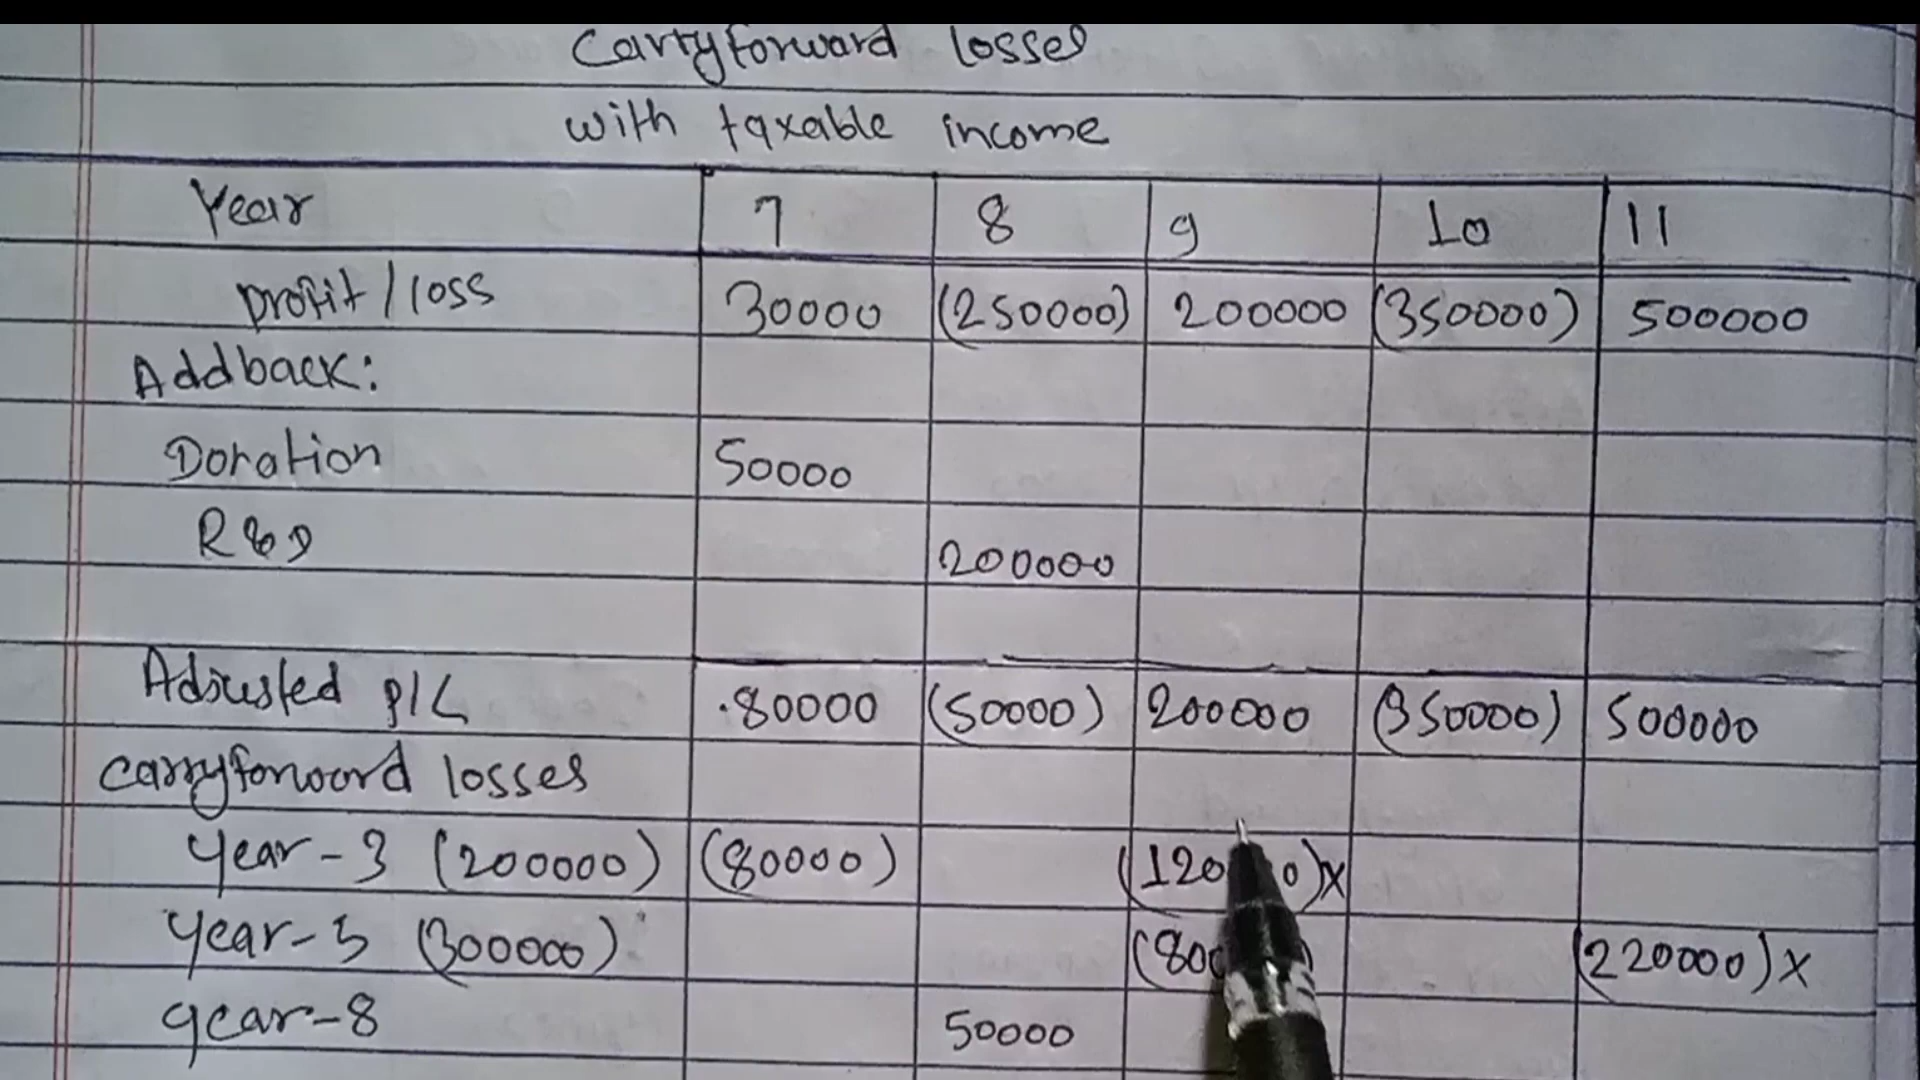 Carryforward losses
with taxable income
Year 7 8 9 10 11
profit/loss 30000 (250000) 200000 (350000) 500000
Addback:
Donation 50000
R&D 200000
Adjusted P/L 80000 (50000) 200000 (350000) 500000
carryforword losses
year-3 (200000) (80000) x
year-5 (300000) (220000) x
year-8 50000